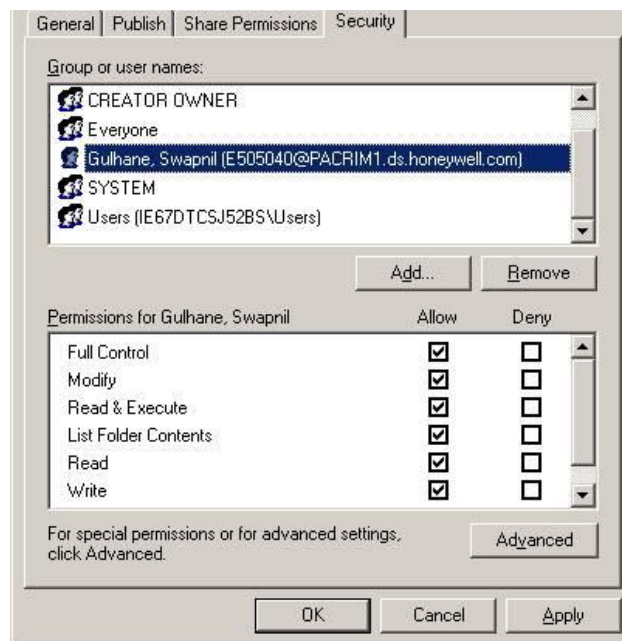 General Publish Share Permissions Security
Group or user names:
CREATOR OWNER
Everyone
Gulhane, Swapnil (E505040@PACRIM1.ds.honeywell.com)
SYSTEM
Users (IE67DTCSJ52BS\Users)
Add... Remove
Permissions for Gulhane, Swapnil Allow Deny
Full Control
Modify
Read & Execute
List Folder Contents
Read
Write
For special permissions or for advanced settings,
click Advanced.
Advanced
OK Cancel Apply